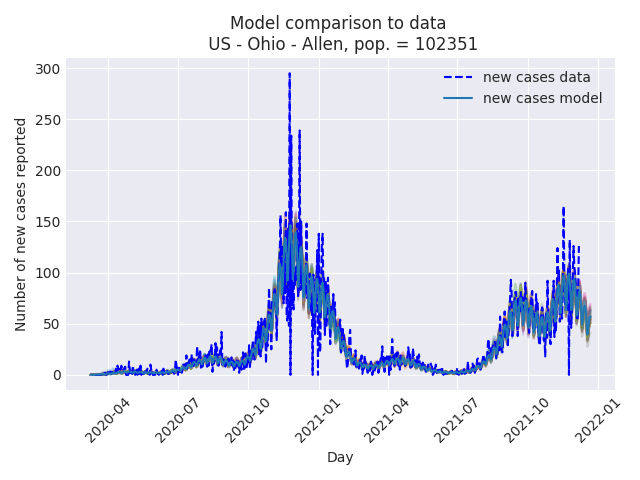 Model comparison to data
US - Ohio - Allen, pop. = 102351
new cases data
new cases model
Number of new cases reported
300
250
200
150
100
50
0
2020-04
2020-07
2020-10
2021-01
2021-04
2021-07
2021-10
2022-01
Day